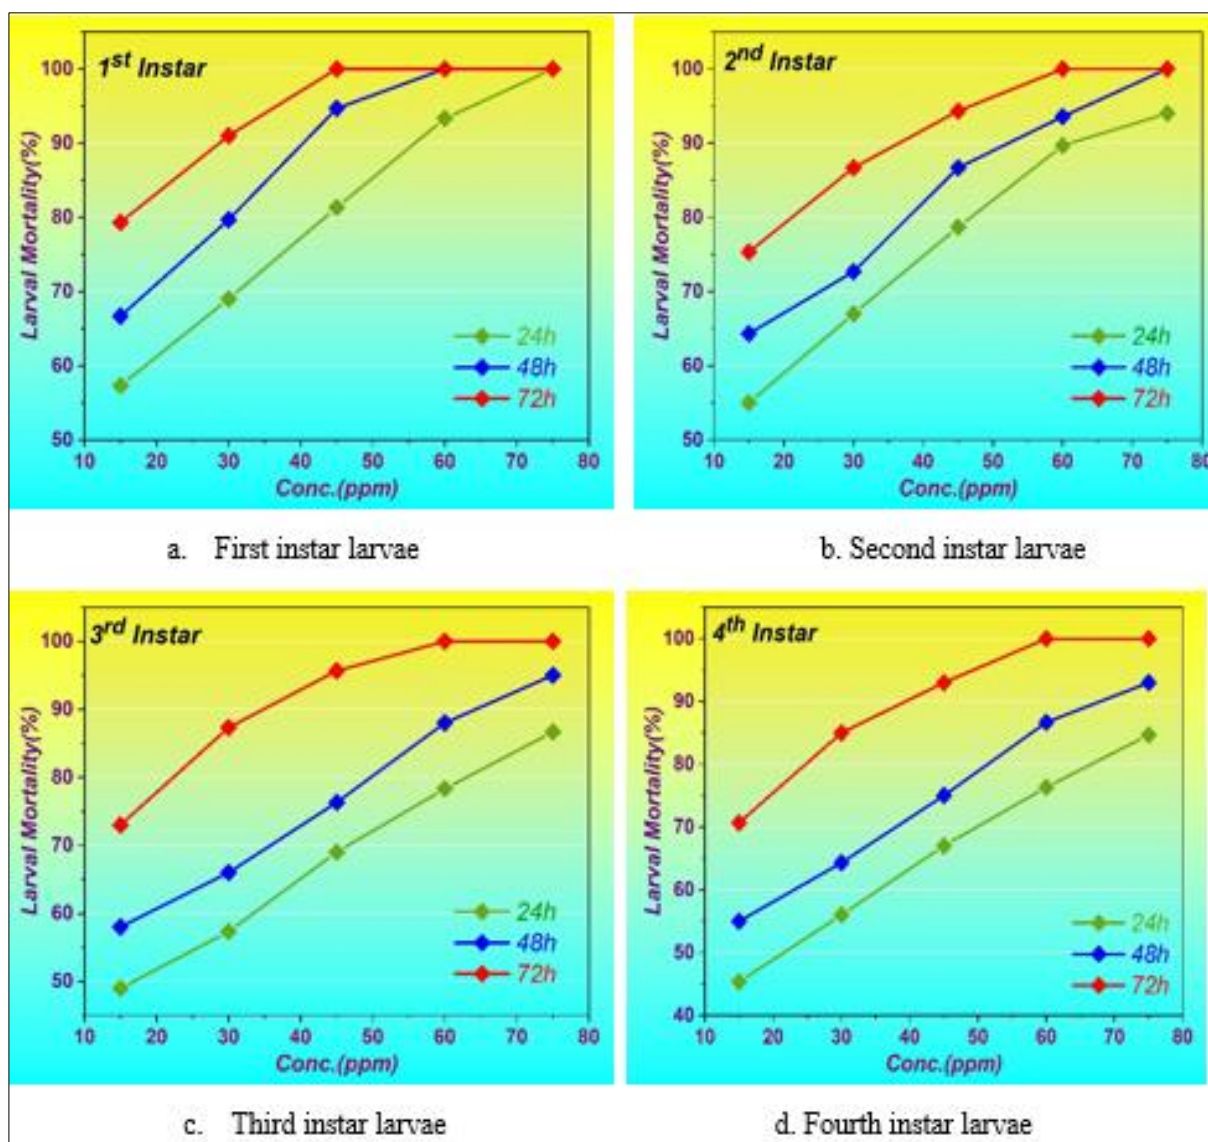 1st Instar
100
90
80
70
60
50
Larval Mortality(%)
24h
48h
72h
10 20 30 40 50 60 70 80
Conc.(ppm)
a. First instar larvae
2nd Instar
100
90
80
70
60
50
Larval Mortality(%)
24h
48h
72h
10 20 30 40 50 60 70 80
Conc.(ppm)
b. Second instar larvae
3rd Instar
100
90
80
70
60
50
Larval Mortality(%)
24h
48h
72h
10 20 30 40 50 60 70 80
Conc.(ppm)
c. Third instar larvae
4th Instar
100
90
80
70
60
50
40
Larval Mortality(%)
24h
48h
72h
10 20 30 40 50 60 70 80
Conc.(ppm)
d. Fourth instar larvae